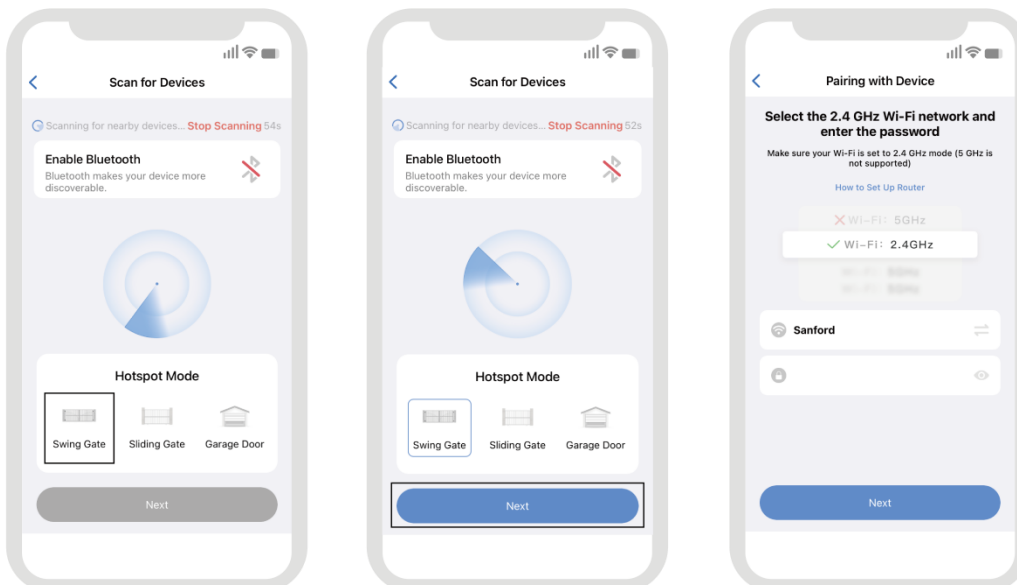 Scan for Devices
Scanning for nearby devices... Stop Scanning 54s
Enable Bluetooth
Bluetooth makes your device more
discoverable.
Hotspot Mode
Swing Gate Sliding Gate Garage Door
Next
Scan for Devices
Scanning for nearby devices... Stop Scanning 52s
Enable Bluetooth
Bluetooth makes your device more
discoverable.
Hotspot Mode
Swing Gate Sliding Gate Garage Door
Next
Pairing with Device
Select the 2.4 GHz Wi-Fi network and
enter the password
Make sure your Wi-Fi is set to 2.4 GHz mode (5 GHz is
not supported)
How to Set Up Router
Wi-Fi: 5GHz
Wi-Fi: 2.4GHz
Sanford
Next